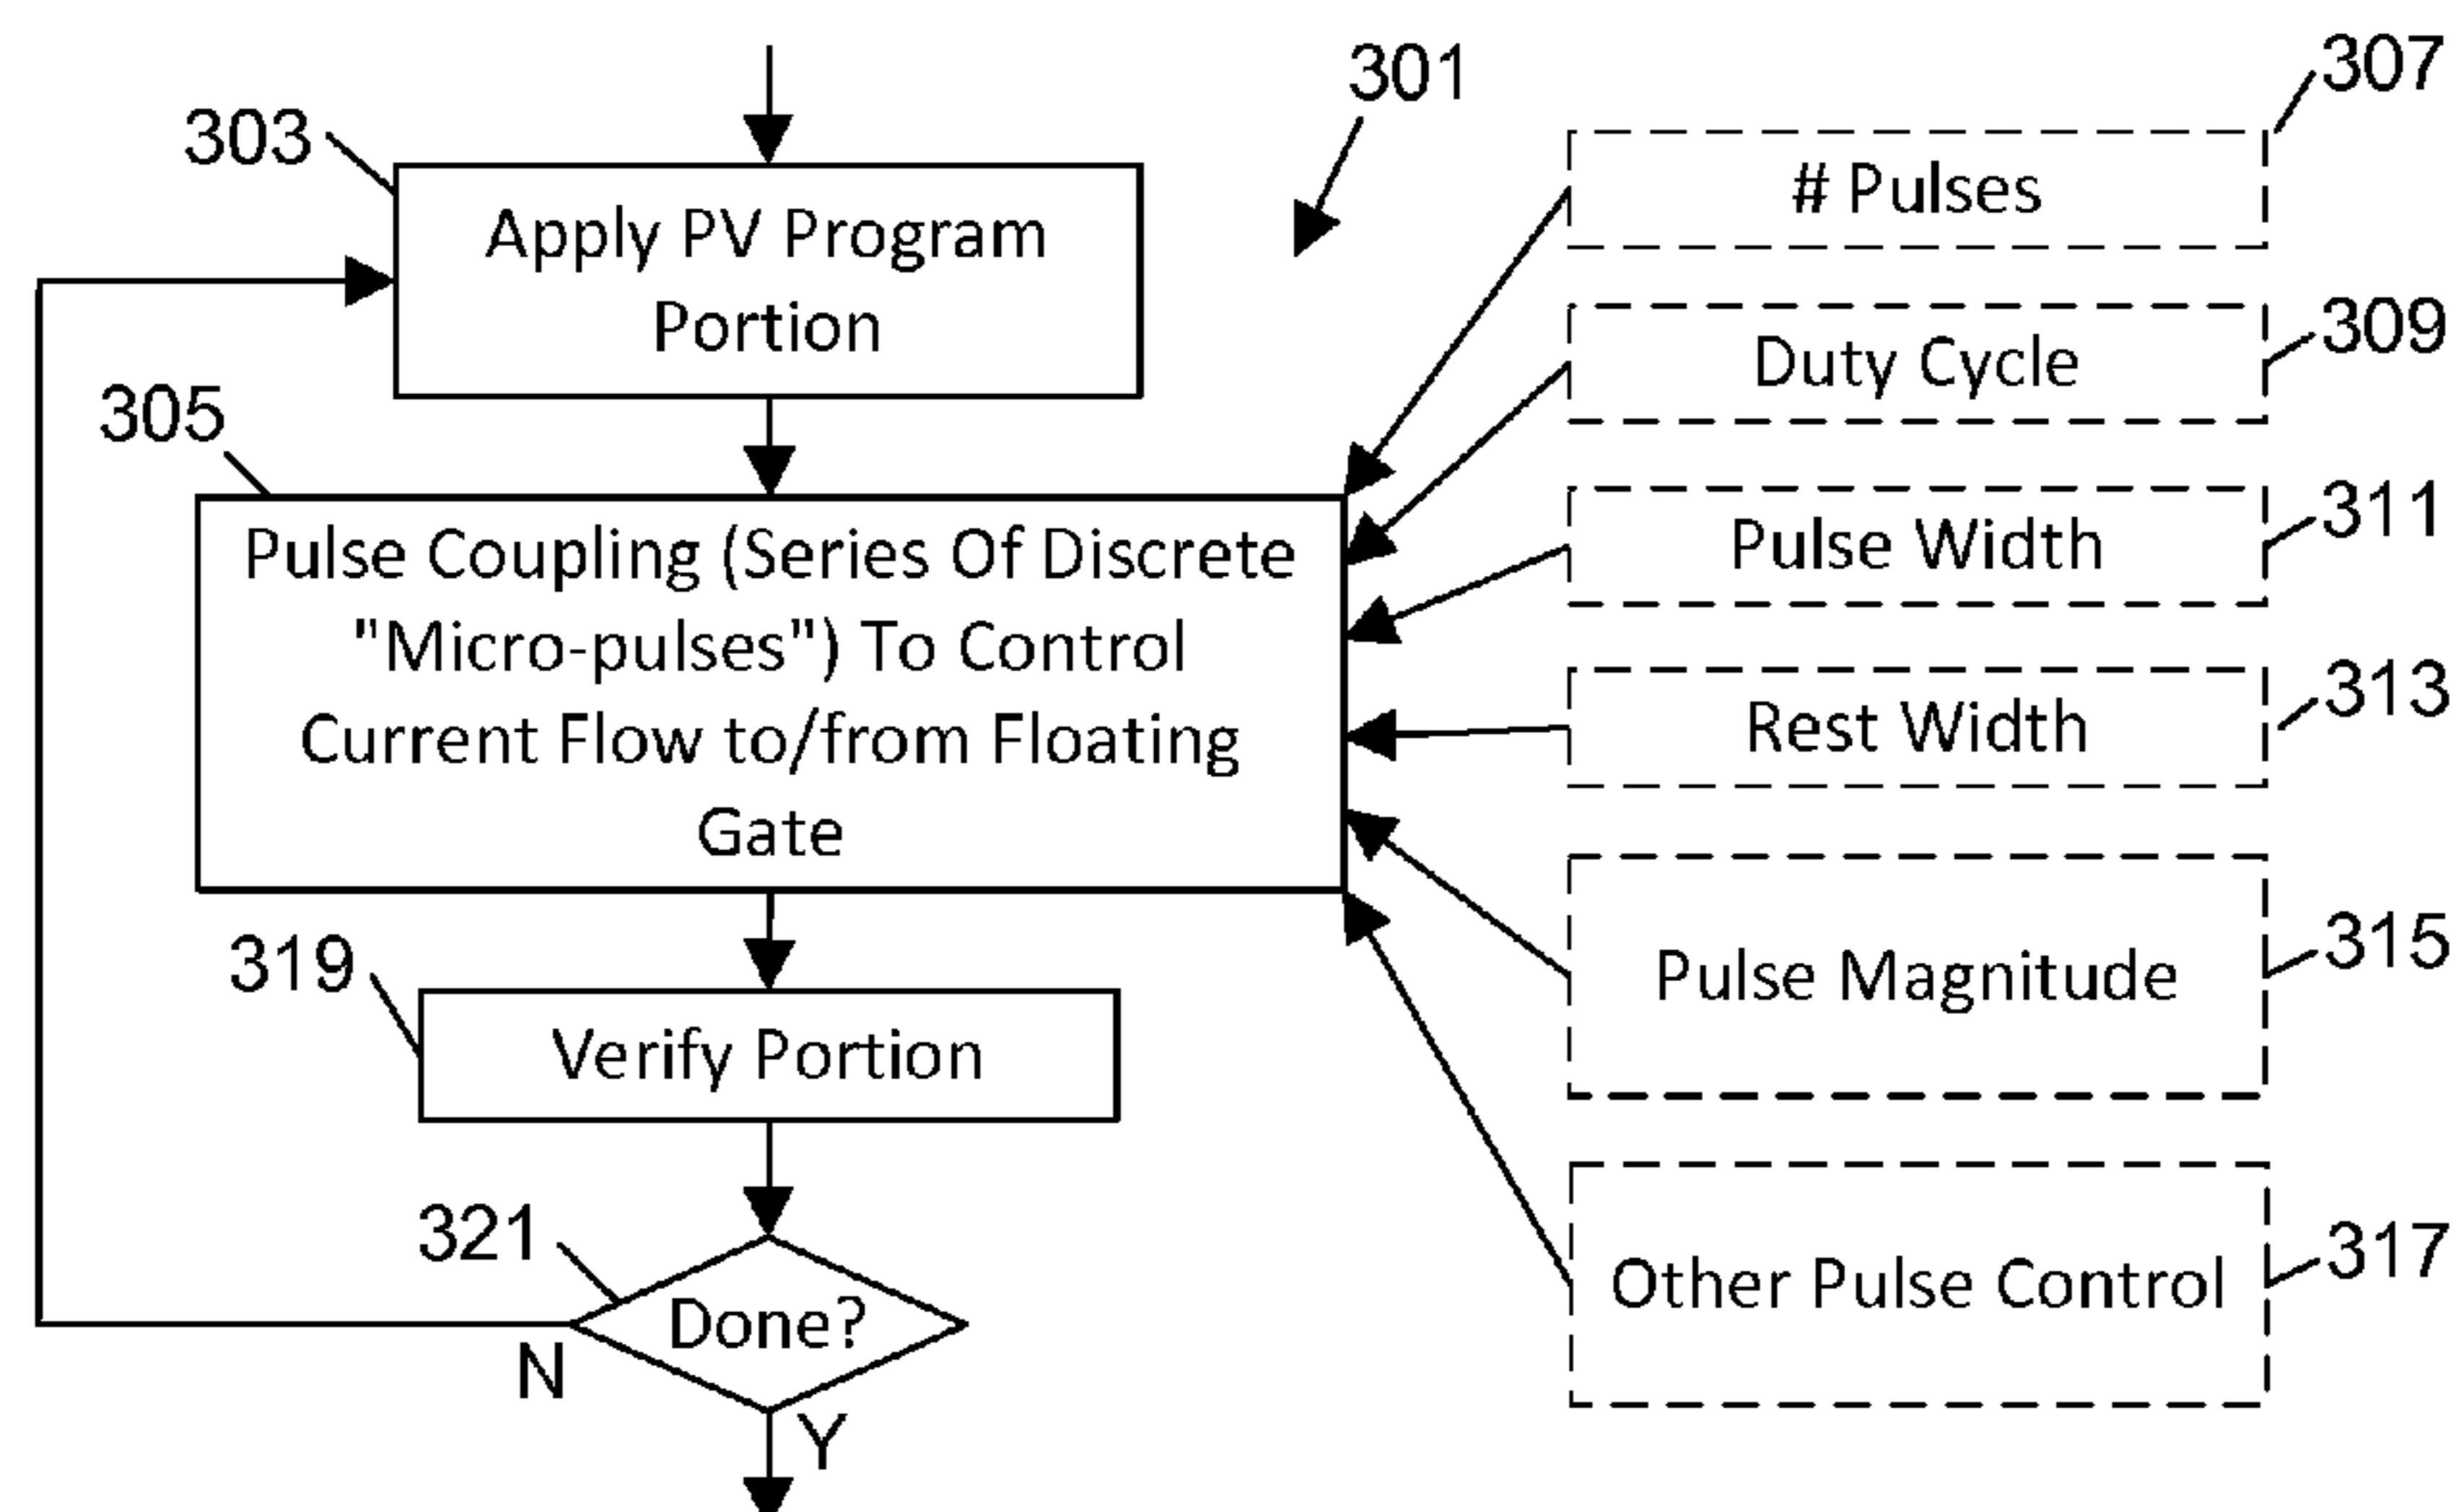 301
303
Apply PV Program
Portion
305
Pulse Coupling (Series Of Discrete
"Micro-pulses") To Control
Current Flow to/from Floating
Gate
319
Verify Portion
321
Done?
N
Y
307
# Pulses
309
Duty Cycle
311
Pulse Width
313
Rest Width
315
Pulse Magnitude
317
Other Pulse Control